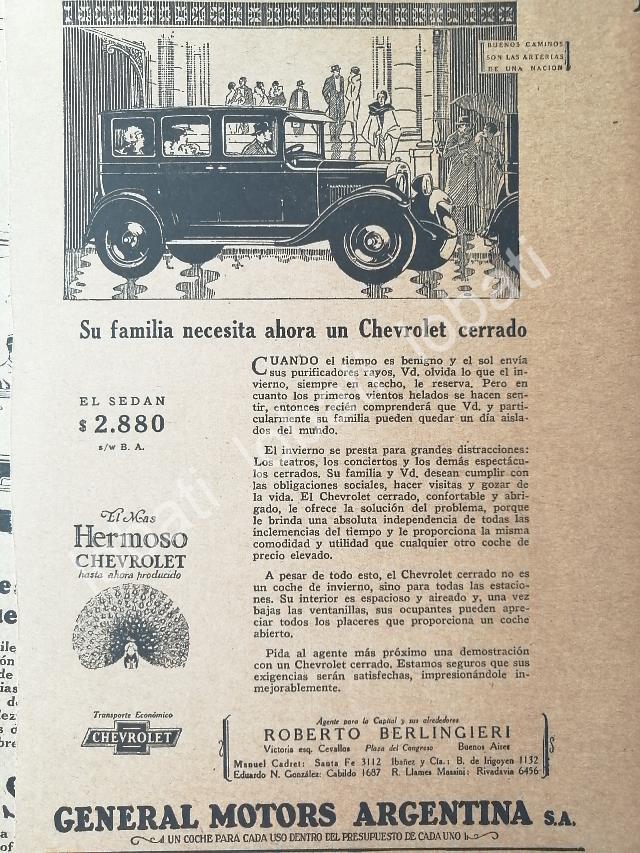 BUENOS CAMINOS
SON LAS ARTERIAS
DE UNA NACION
Su familia necesita ahora un Chevrolet cerrado
EL SEDAN
$ 2.880
s/w B. A.
El Mas
Hermoso
CHEVROLET
hasta ahora producido
CUANDO el tiempo es benigno y el sol envía
sus purificadores rayos, Vd. olvida lo que el in-
vierno, siempre en acecho, le reserva. Pero en
cuanto los primeros vientos helados se hacen sen-
tir, entonces recién comprenderá que Vd. y parti-
cularmente su familia pueden quedar un día aisla-
dos del mundo.
El invierno se presta para grandes distracciones:
Los teatros, los conciertos y los demás espectácu-
los cerrados. Su familia y Vd. desean cumplir con
las obligaciones sociales, hacer visitas y gozar de
la vida. El Chevrolet cerrado, confortable y abri-
gado, le ofrece la solución del problema, porque
le brinda una absoluta independencia de todas las
inclemencias del tiempo y le proporciona la misma
comodidad y utilidad que cualquier otro coche de
precio elevado.
A pesar de todo esto, el Chevrolet cerrado no es
un coche de invierno, sino para todas las estacio-
nes. Su interior es espacioso y aireado y, una vez
bajas las ventanillas, sus ocupantes pueden apre-
ciar todos los placeres que proporciona un coche
abierto.
Pida al agente más próximo una demostración
con un Chevrolet cerrado. Estamos seguros que sus
exigencias serán satisfechas, impresionándole in-
mejorablemente.
Transporte Económico
CHEVROLET
Agente para la Capital y sus alrededores
ROBERTO BERLINGIERI
Victoria esq. Cevallos Plaza del Congreso Buenos Aires
Manuel Cadret: Santa Fe 3112 Ibañez y Cía.: B. de Irigoyen 1132
Eduardo N. González: Cabildo 1687 R. Llames Massini: Rivadavia 6456
GENERAL MOTORS ARGENTINA S.A.
UN COCHE PARA CADA USO DENTRO DEL PRESUPUESTO DE CADA UNO